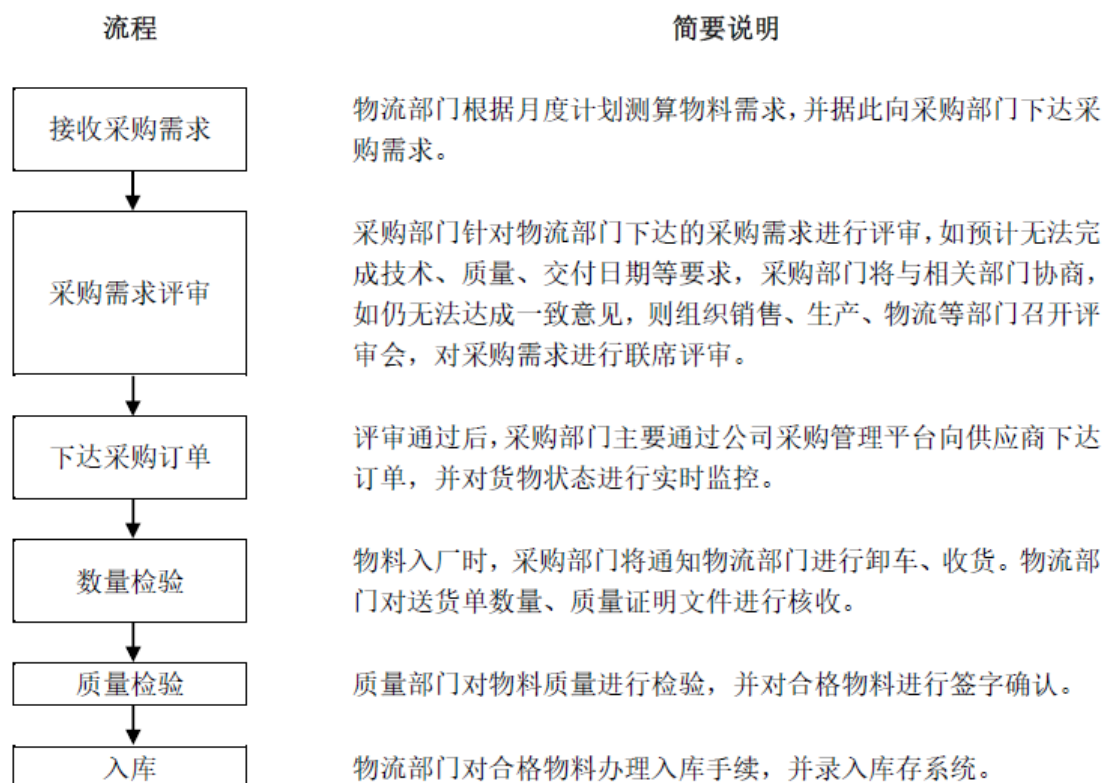 流程
简要说明
接收采购需求
物流部门根据月度计划测算物料需求,并据此向采购部门下达采
购需求。
采购需求评审
采购部门针对物流部门下达的采购需求进行评审,如预计无法完
成技术、质量、交付日期等要求，采购部门将与相关部门协商，
如仍无法达成一致意见，则组织销售、生产、物流等部门召开评
审会，对采购需求进行联席评审。
下达采购订单
评审通过后,采购部门主要通过公司采购管理平台向供应商下达
订单，并对货物状态进行实时监控。
数量检验
物料入厂时，采购部门将通知物流部门进行卸车、收货。物流部
门对送货单数量、质量证明文件进行核收。
质量检验
质量部门对物料质量进行检验，并对合格物料进行签字确认。
入库
物流部门对合格物料办理入库手续，并录入库存系统。